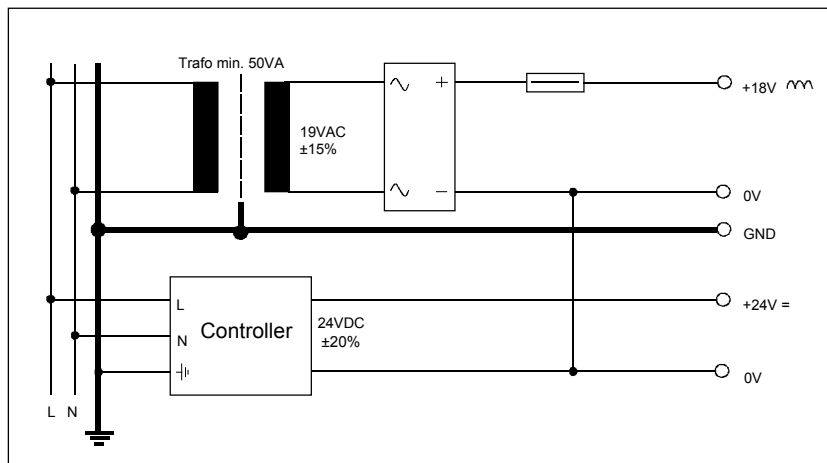 Trafo min. 50VA
19VAC
±15%
+
−
+18V
0V
GND
L
N
Controller
24VDC
±20%
+24V =
0V
L N